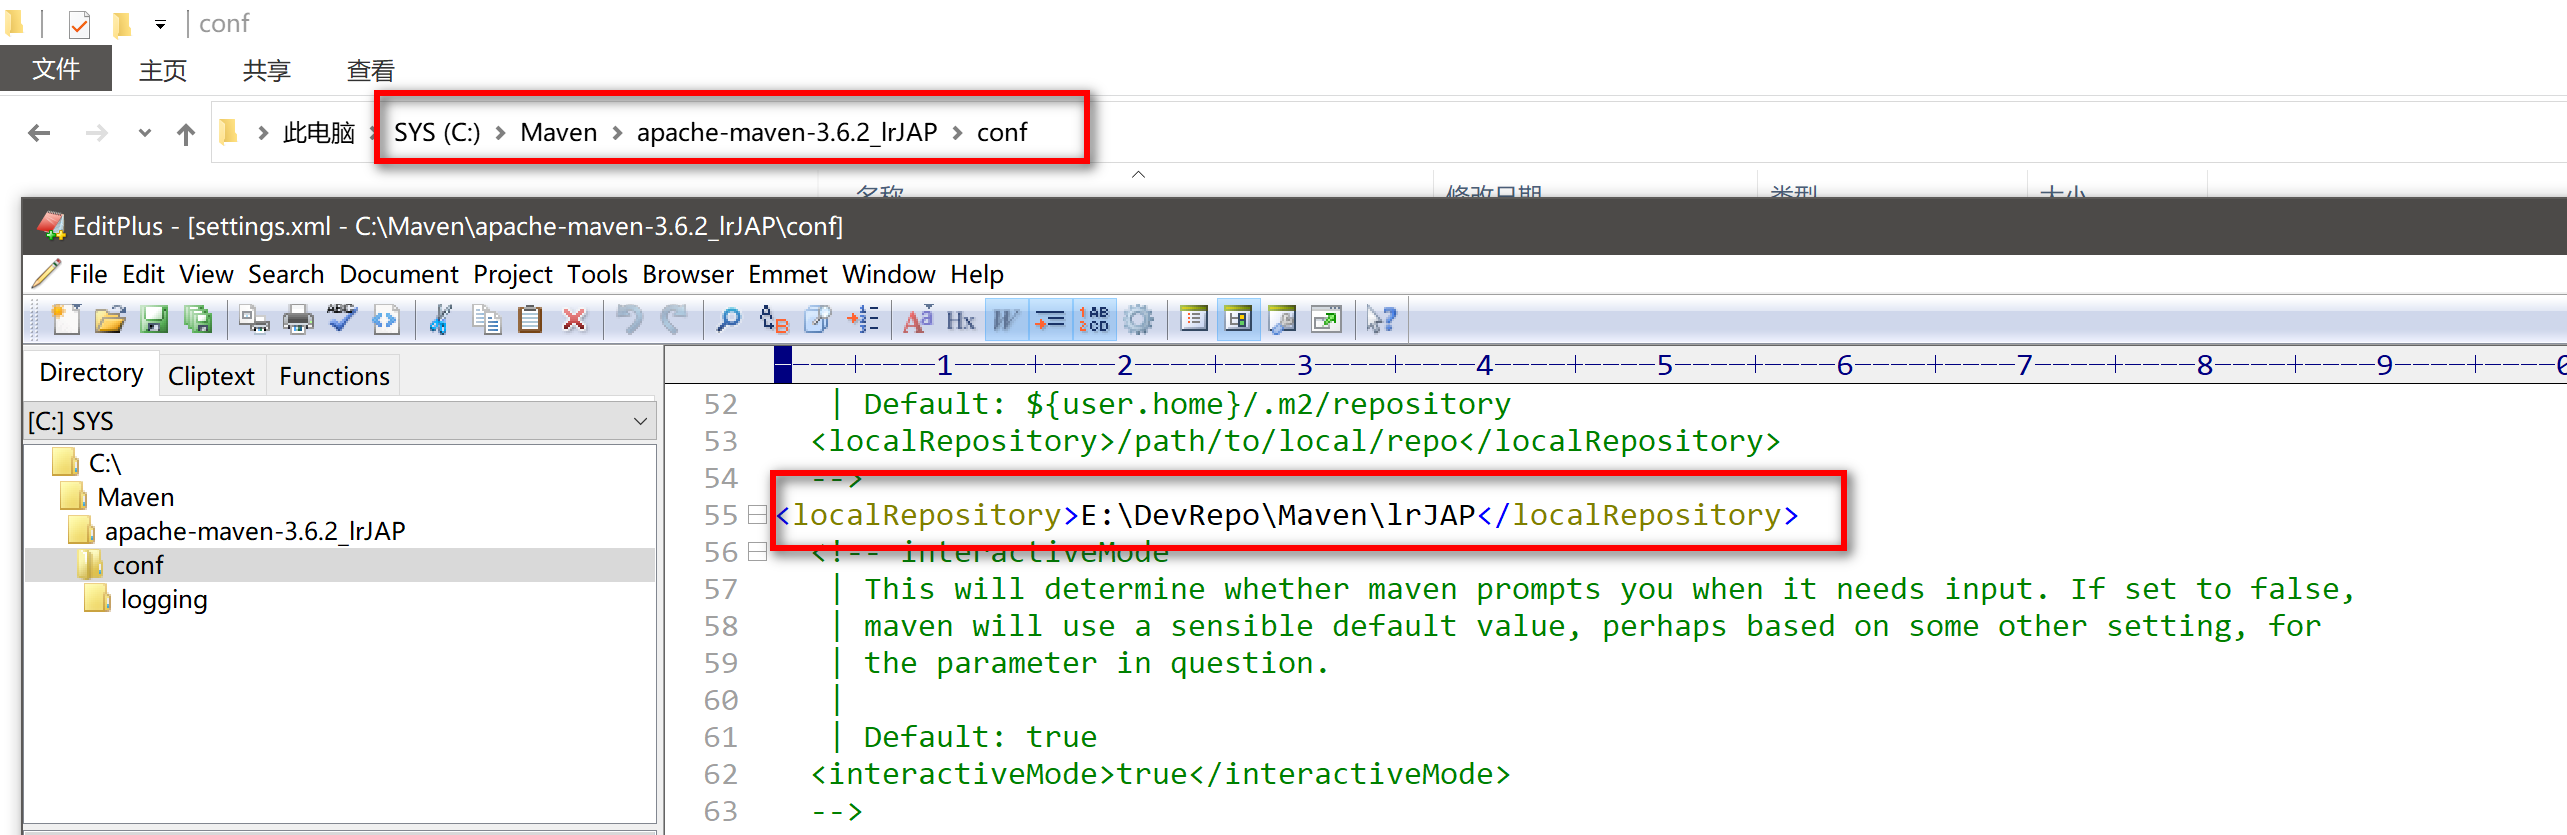 conf
文件 主页 共享 查看
此电脑 SYS (C:) Maven apache-maven-3.6.2_lrJAP conf
名称 修改日期 类型 大小
EditPlus - [settings.xml - C:\Maven\apache-maven-3.6.2_lrJAP\conf]
File Edit View Search Document Project Tools Browser Emmet Window Help
Directory Cliptext Functions
[C:] SYS
C:\
Maven
apache-maven-3.6.2_lrJAP
conf
logging
----+----1----+----2----+----3----+----4----+----5----+----6----+----7----+----8----+----9----+----0
52 | Default: ${user.home}/.m2/repository
53 <localRepository>/path/to/local/repo</localRepository>
54 -->
55 <localRepository>E:\DevRepo\Maven\lrJAP</localRepository>
56 <!-- interactiveMode
57 | This will determine whether maven prompts you when it needs input. If set to false,
58 | maven will use a sensible default value, perhaps based on some other setting, for
59 | the parameter in question.
60 |
61 | Default: true
62 <interactiveMode>true</interactiveMode>
63 -->